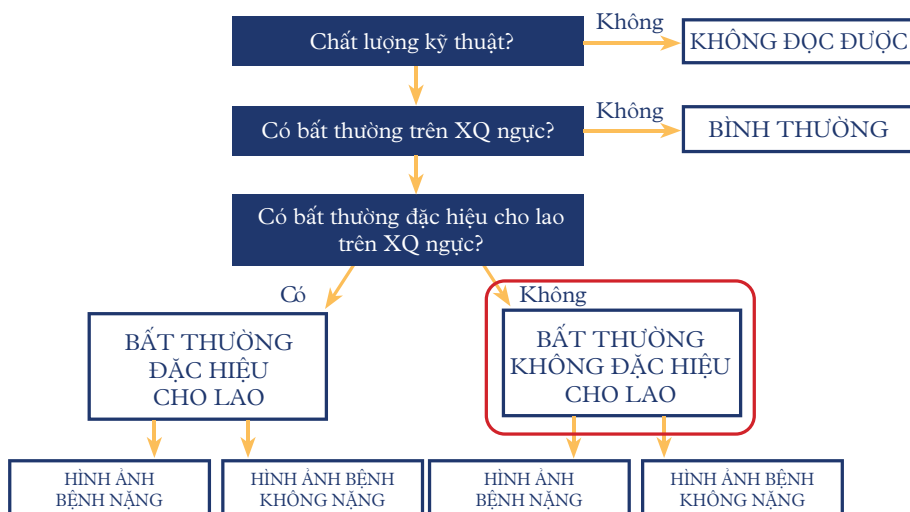 Chất lượng kỹ thuật?
Không
KHÔNG ĐỌC ĐƯỢC
Có bất thường trên XQ ngực?
Không
BÌNH THƯỜNG
Có bất thường đặc hiệu cho lao
trên XQ ngực?
Có
Không
BẤT THƯỜNG
ĐẶC HIỆU
CHO LAO
BẤT THƯỜNG
KHÔNG ĐẶC HIỆU
CHO LAO
HÌNH ẢNH
BỆNH NẶNG
HÌNH ẢNH BỆNH
KHÔNG NẶNG
HÌNH ẢNH
BỆNH NẶNG
HÌNH ẢNH BỆNH
KHÔNG NẶNG